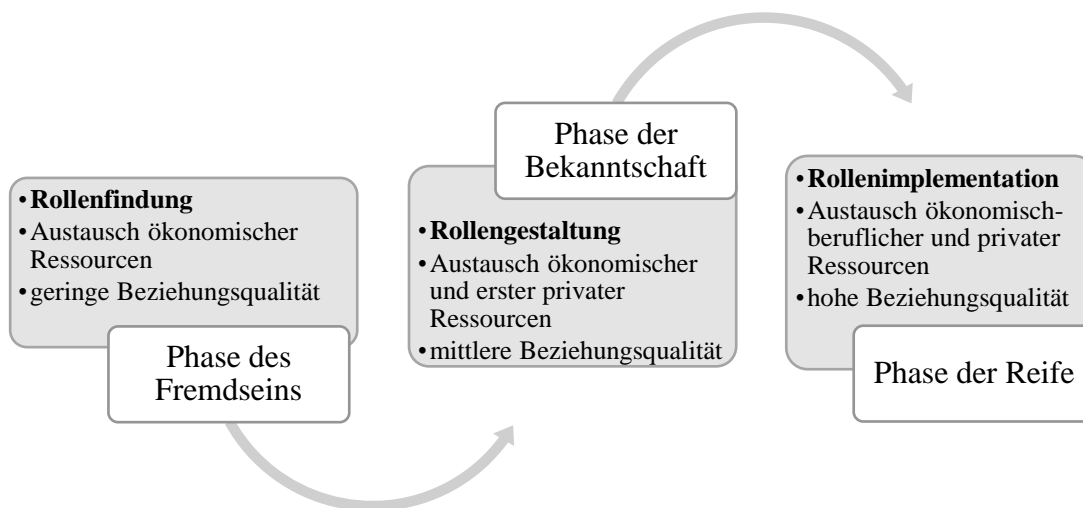 • Rollenfindung
• Austausch ökonomischer
Ressourcen
• geringe Beziehungsqualität
Phase des
Fremdseins
Phase der
Bekanntschaft
• Rollengestaltung
• Austausch ökonomischer
und erster privater
Ressourcen
• mittlere Beziehungsqualität
• Rollenimplementation
• Austausch ökonomisch-
beruflicher und privater
Ressourcen
• hohe Beziehungsqualität
Phase der Reife